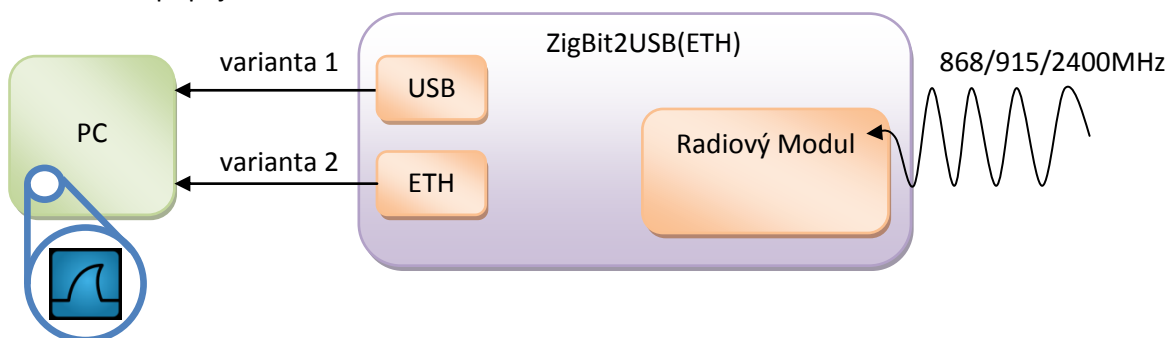 ZigBit2USB(ETH)
varianta 1
868/915/2400MHz
USB
PC
Radiový Modul
varianta 2
ETH